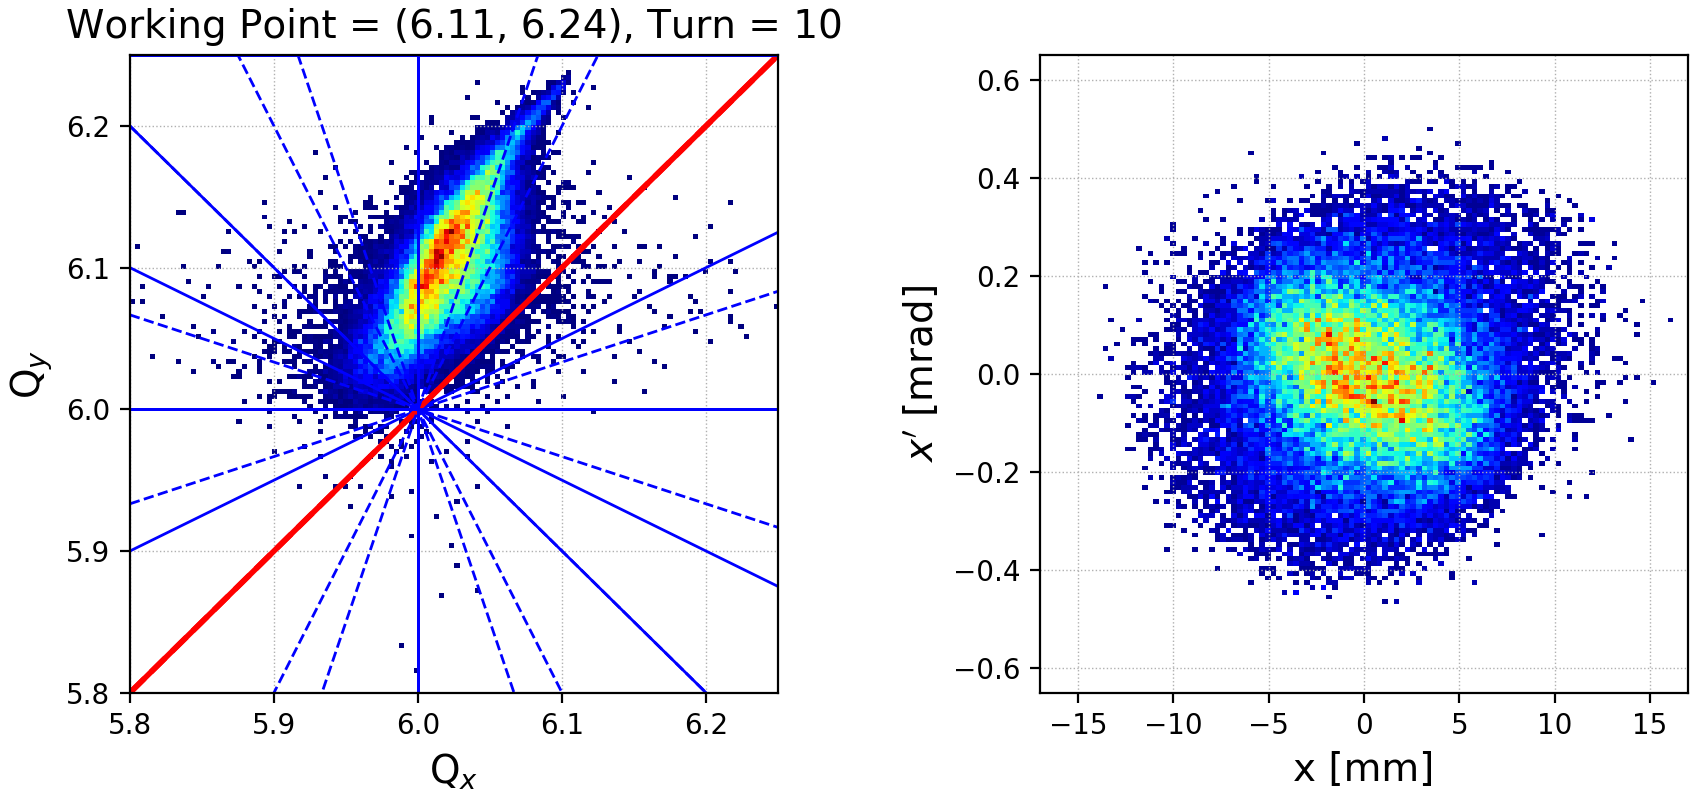 Working Point = (6.11, 6.24), Turn = 10
6.2
6.1
6.0
5.9
5.8
Q_y
5.8 5.9 6.0 6.1 6.2
Q_x
0.6
0.4
0.2
0.0
−0.2
−0.4
−0.6
x′ [mrad]
−15 −10 −5 0 5 10 15
x [mm]